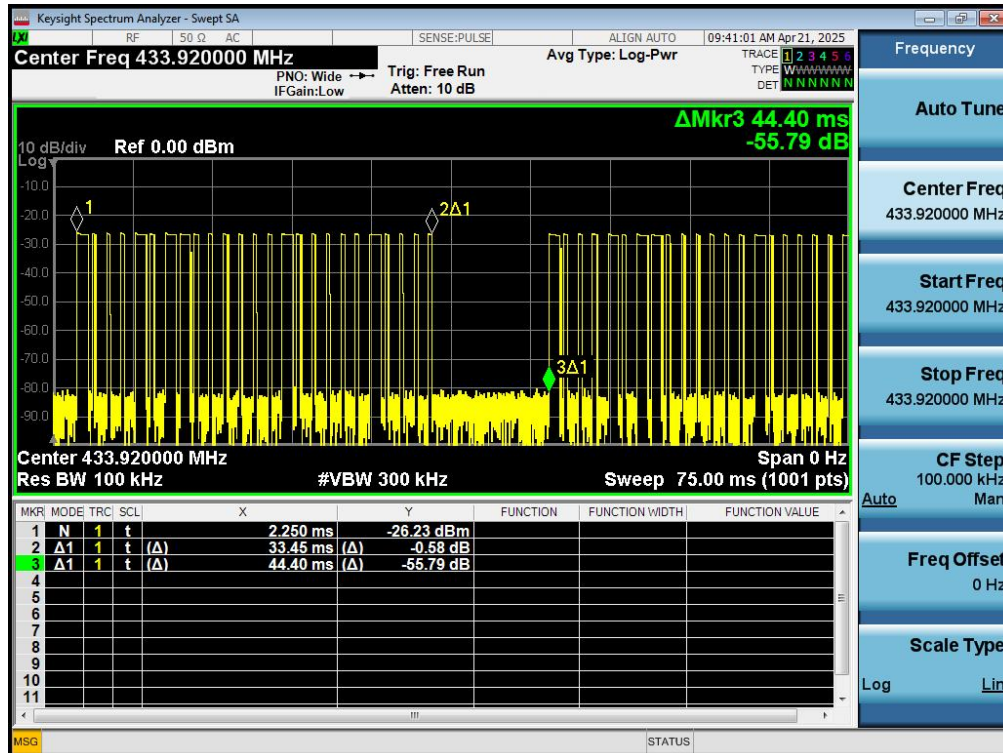 Keysight Spectrum Analyzer - Swept SA
LXI RF 50 Ω AC SENSE:PULSE ALIGN AUTO 09:41:01 AM Apr 21, 2025
Center Freq 433.920000 MHz
PNO: Wide
IFGain:Low
Trig: Free Run
Atten: 10 dB
Avg Type: Log-Pwr
TRACE 1 2 3 4 5 6
TYPE WWWWWW
DET N N N N N N
ΔMkr3 44.40 ms
-55.79 dB
10 dB/div Ref 0.00 dBm
Log
-10.0
-20.0
-30.0
-40.0
-50.0
-60.0
-70.0
-80.0
-90.0
1
2Δ1
3Δ1
Center 433.920000 MHz Span 0 Hz
Res BW 100 kHz #VBW 300 kHz Sweep 75.00 ms (1001 pts)
MKR MODE TRC SCL X Y FUNCTION FUNCTION WIDTH FUNCTION VALUE
1 N 1 t 2.250 ms -26.23 dBm
2 Δ1 1 t (Δ) 33.45 ms (Δ) -0.58 dB
3 Δ1 1 t (Δ) 44.40 ms (Δ) -55.79 dB
4
5
6
7
8
9
10
11
MSG STATUS
Frequency
Auto Tune
Center Freq
433.920000 MHz
Start Freq
433.920000 MHz
Stop Freq
433.920000 MHz
CF Step
100.000 kHz
Auto Man
Freq Offset
0 Hz
Scale Type
Log Lin